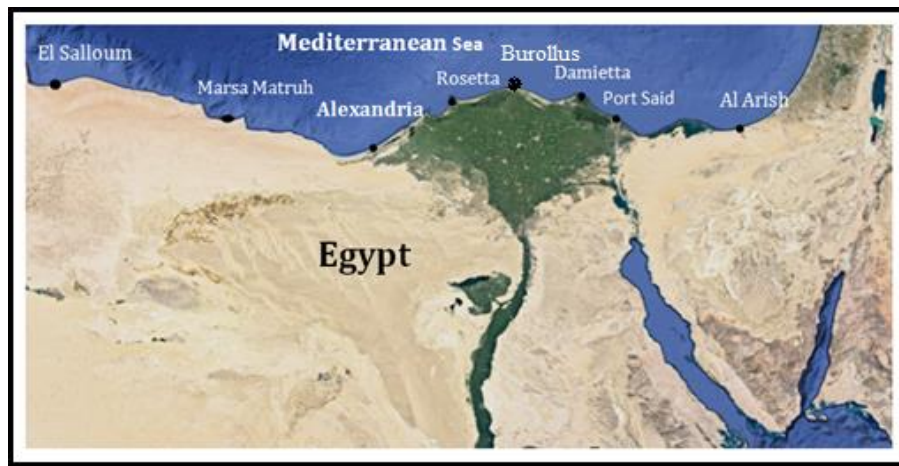 Mediterranean Sea
El Salloum
Burollus
Rosetta
Damietta
Marsa Matruh
Alexandria
Port Said
Al Arish
Egypt